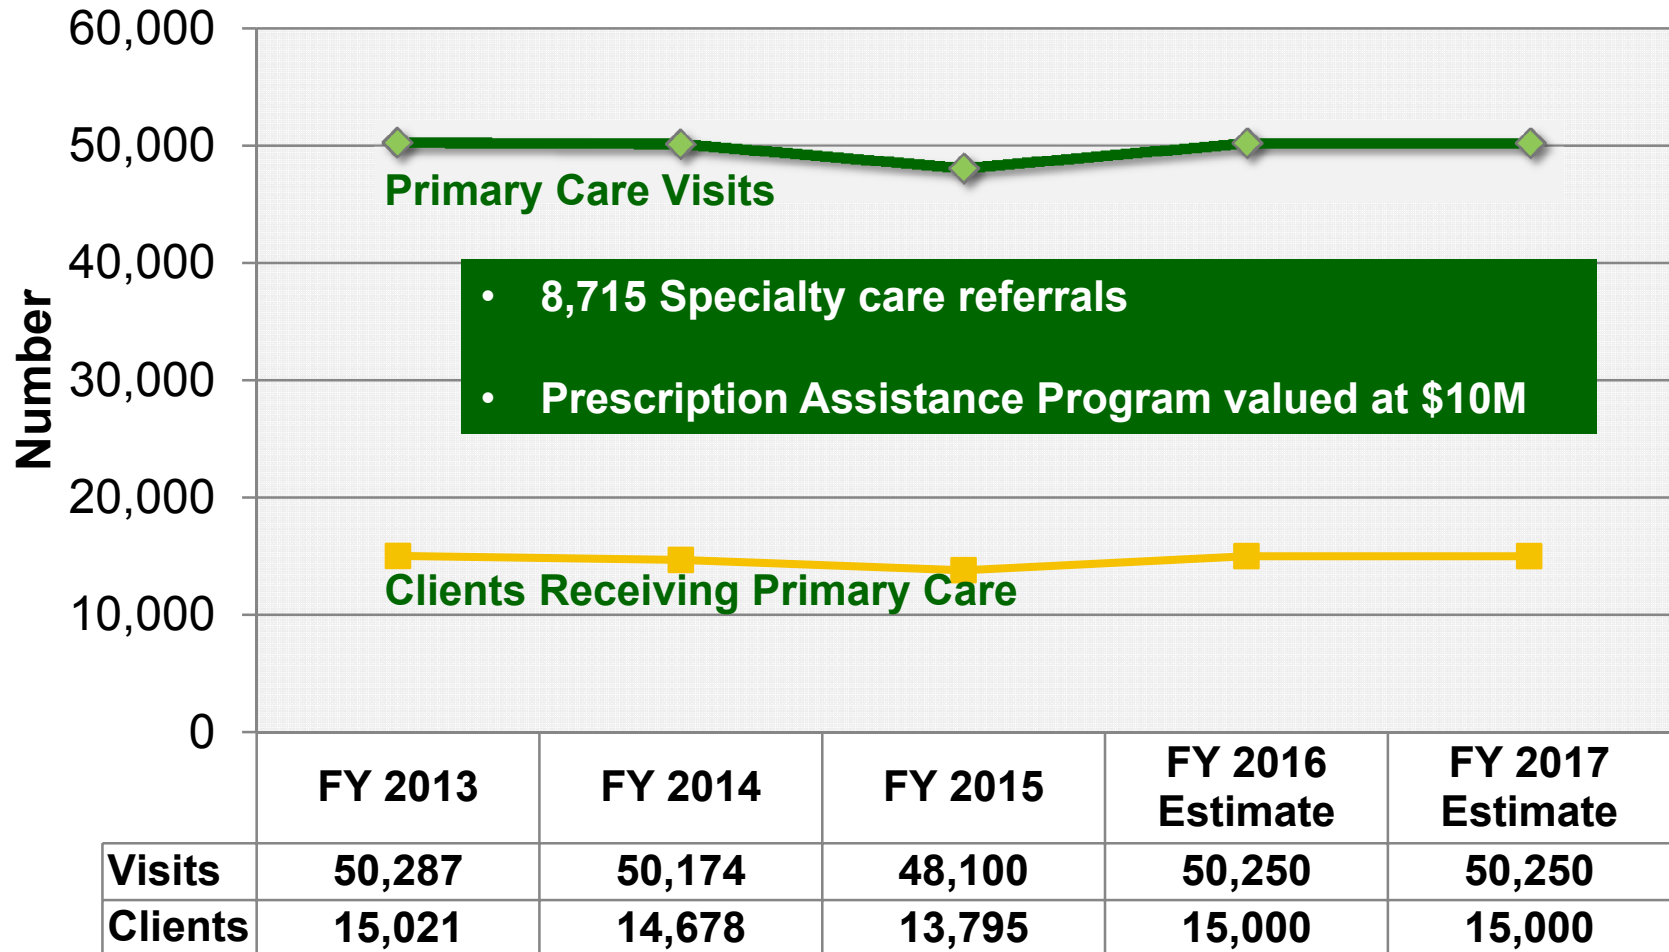 60,000
50,000
40,000
30,000
20,000
10,000
0
Number
Primary Care Visits
• 8,715 Specialty care referrals
• Prescription Assistance Program valued at $10M
Clients Receiving Primary Care
FY 2013 FY 2014 FY 2015 FY 2016 Estimate FY 2017 Estimate
Visits 50,287 50,174 48,100 50,250 50,250
Clients 15,021 14,678 13,795 15,000 15,000